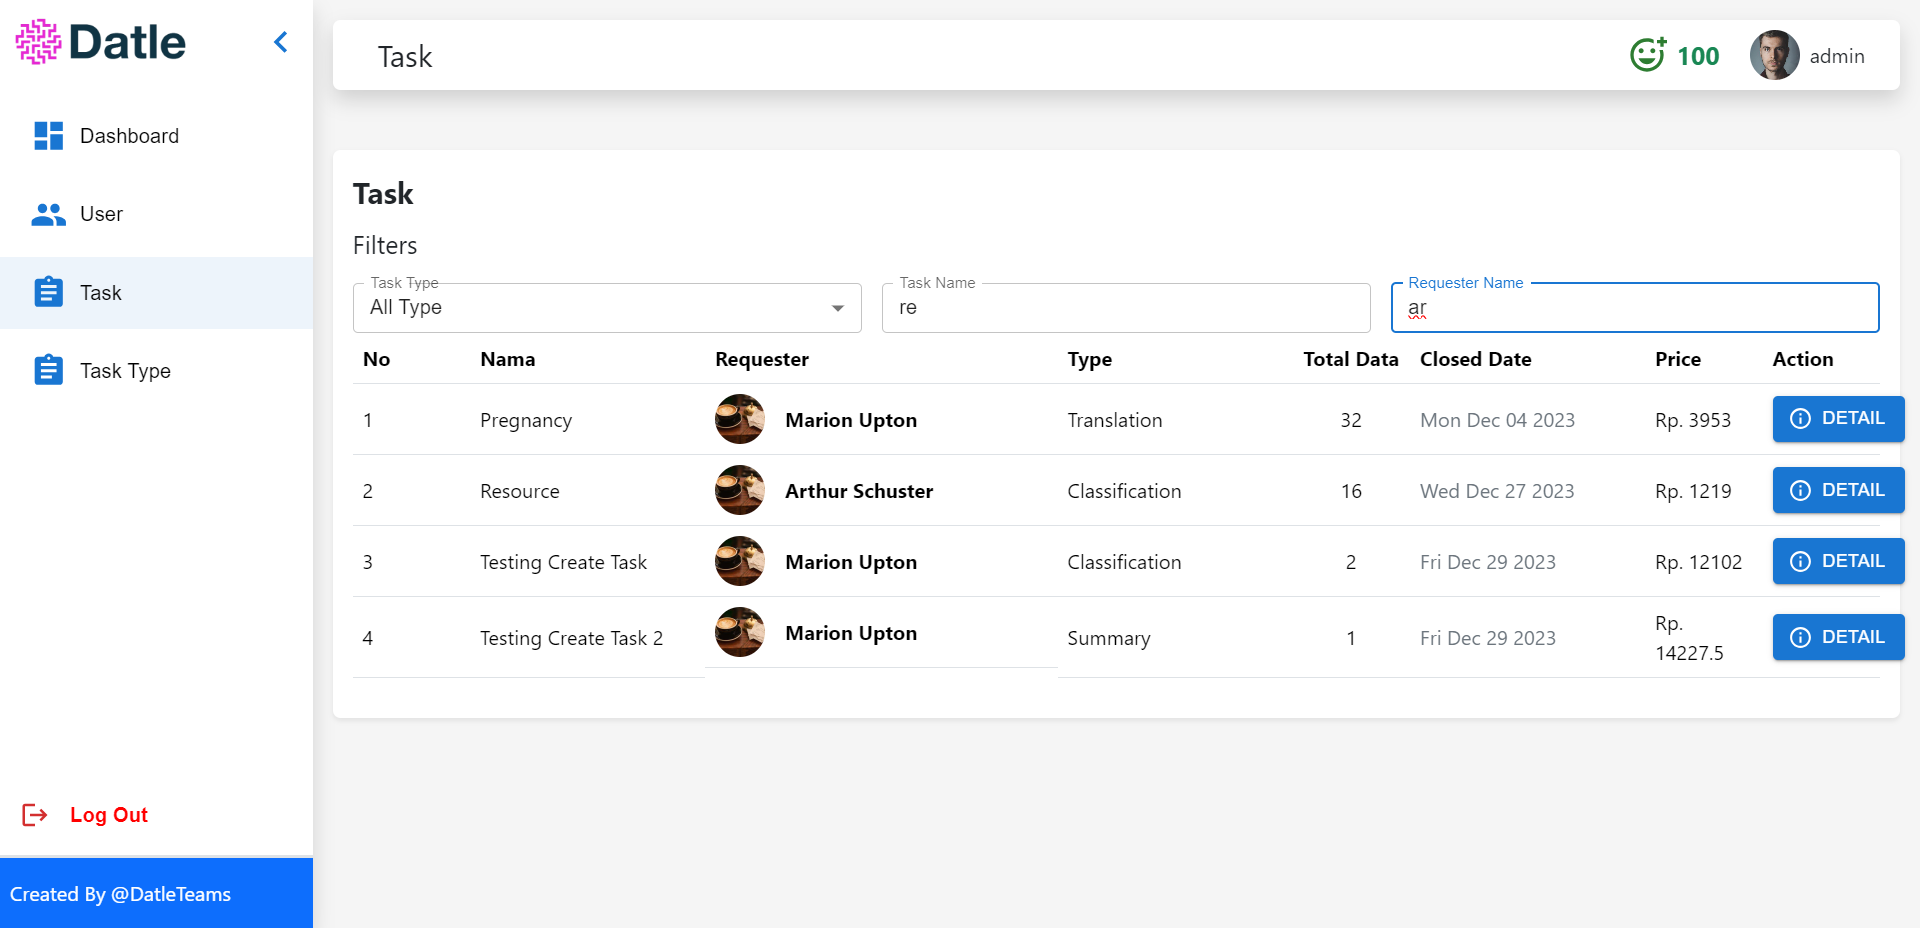 Datle
Task
100
admin
Dashboard
User
Task
Task Type
Log Out
Created By @DatleTeams
Task
Filters
Task Type
All Type
Task Name
re
Requester Name
ar
No Nama Requester Type Total Data Closed Date Price Action
1 Pregnancy Marion Upton Translation 32 Mon Dec 04 2023 Rp. 3953 DETAIL
2 Resource Arthur Schuster Classification 16 Wed Dec 27 2023 Rp. 1219 DETAIL
3 Testing Create Task Marion Upton Classification 2 Fri Dec 29 2023 Rp. 12102 DETAIL
4 Testing Create Task 2 Marion Upton Summary 1 Fri Dec 29 2023 Rp. 
14227.5 DETAIL